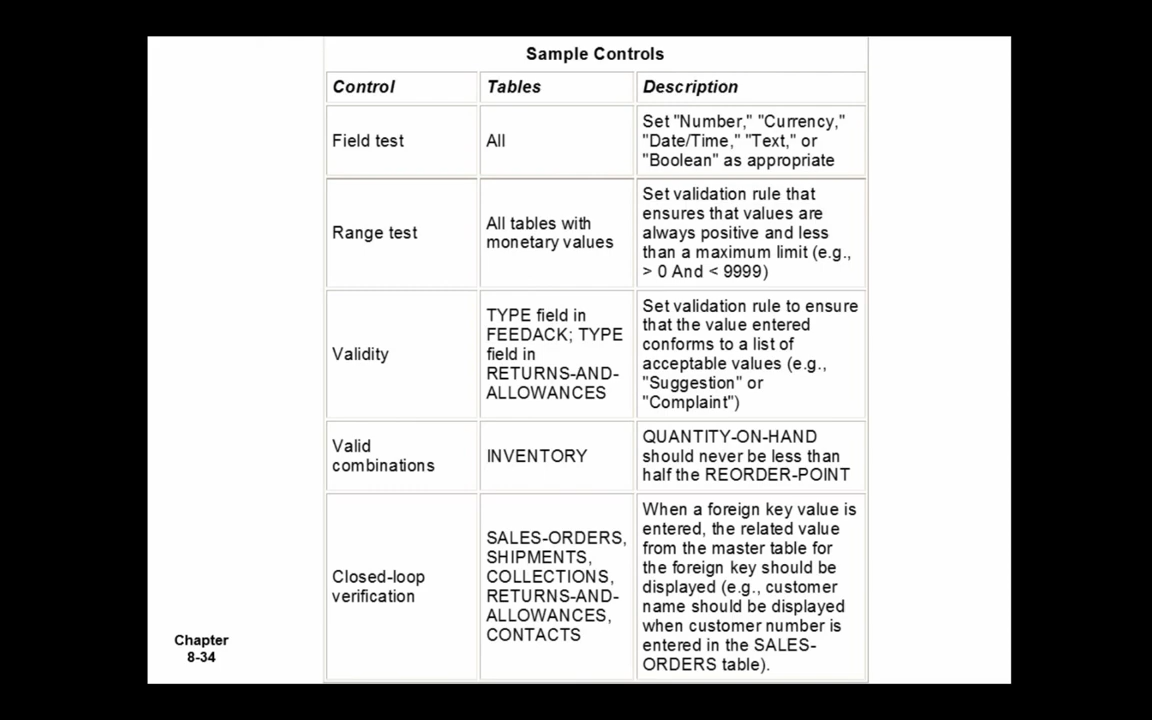 Sample Controls
Control
Tables
Description
Field test
All
Set "Number," "Currency,"
"Date/Time," "Text," or
"Boolean" as appropriate
Range test
All tables with
monetary values
Set validation rule that
ensures that values are
always positive and less
than a maximum limit (e.g.,
> 0 And < 9999)
Validity
TYPE field in
FEEDACK; TYPE
field in
RETURNS-AND-
ALLOWANCES
Set validation rule to ensure
that the value entered
conforms to a list of
acceptable values (e.g.,
"Suggestion" or
"Complaint")
Valid
combinations
INVENTORY
QUANTITY-ON-HAND
should never be less than
half the REORDER-POINT
Closed-loop
verification
SALES-ORDERS,
SHIPMENTS,
COLLECTIONS,
RETURNS-AND-
ALLOWANCES,
CONTACTS
When a foreign key value is
entered, the related value
from the master table for
the foreign key should be
displayed (e.g., customer
name should be displayed
when customer number is
entered in the SALES-
ORDERS table).
Chapter
8-34